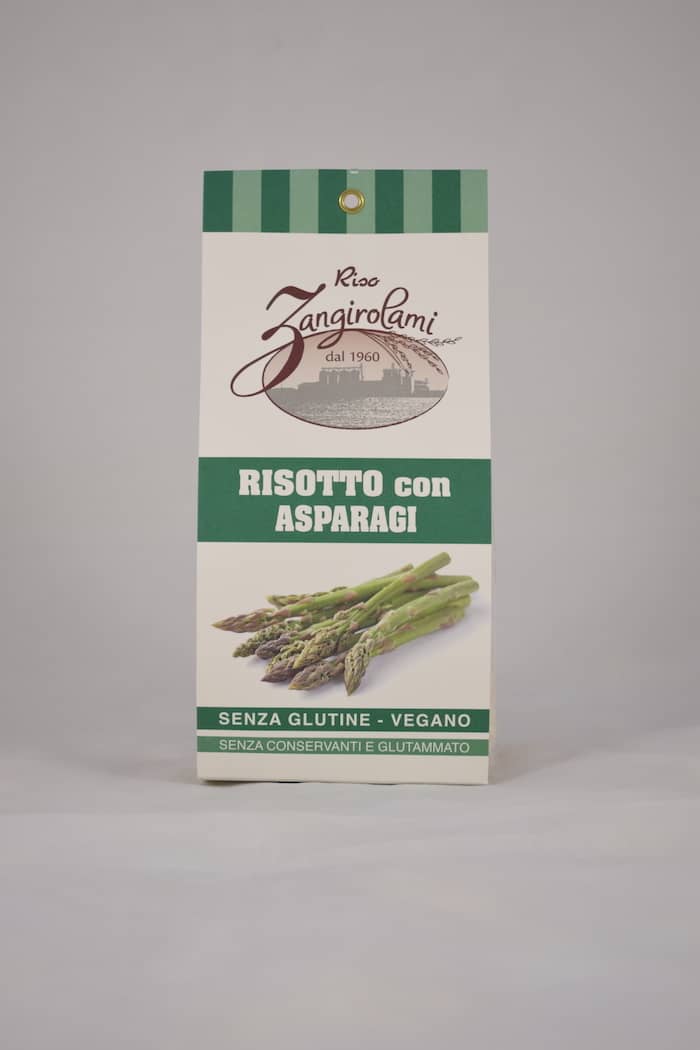 Riso
Zangirolami
dal 1960
RISOTTO con
ASPARAGI
SENZA GLUTINE - VEGANO
SENZA CONSERVANTI E GLUTAMMATO